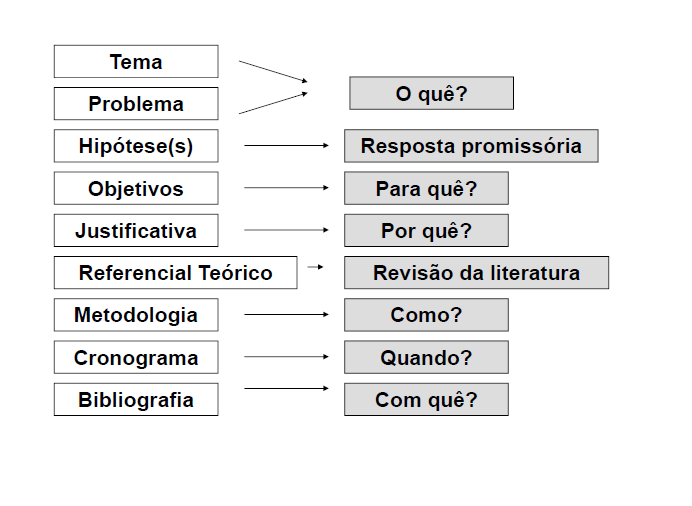 Tema
Problema
O quê?
Hipótese(s)
Resposta promissória
Objetivos
Para quê?
Justificativa
Por quê?
Referencial Teórico
Revisão da literatura
Metodologia
Como?
Cronograma
Quando?
Bibliografia
Com quê?